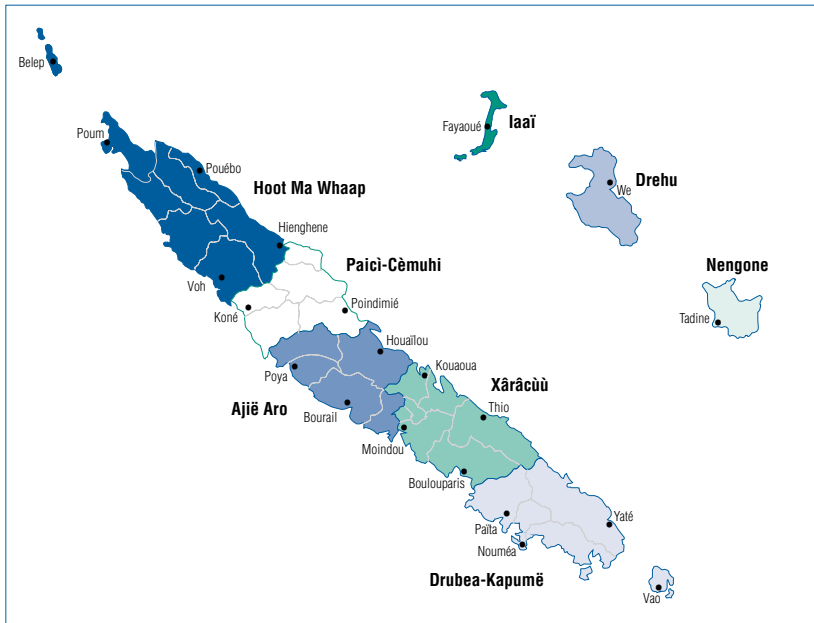 Belep
Poum
Pouébo
Hoot Ma Whaap
Hienghene
Voh
Fayaoué
Iaaï
Drehu
We
Nengone
Tadine
Paicì-Cèmuhi
Koné
Poindimié
Houaïlou
Poya
Ajië Aro
Bourail
Kouaoua
Xârâcùù
Thio
Moindou
Boulouparis
Païta
Yaté
Nouméa
Drubea-Kapumë
Vao